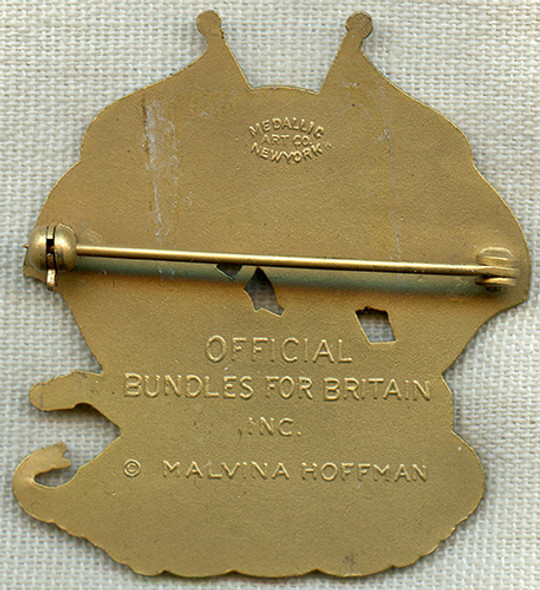 MEDALLIC
ART CO.
NEW YORK
OFFICIAL
BUNDLES FOR BRITAIN
INC.
© MALVINA HOFFMAN